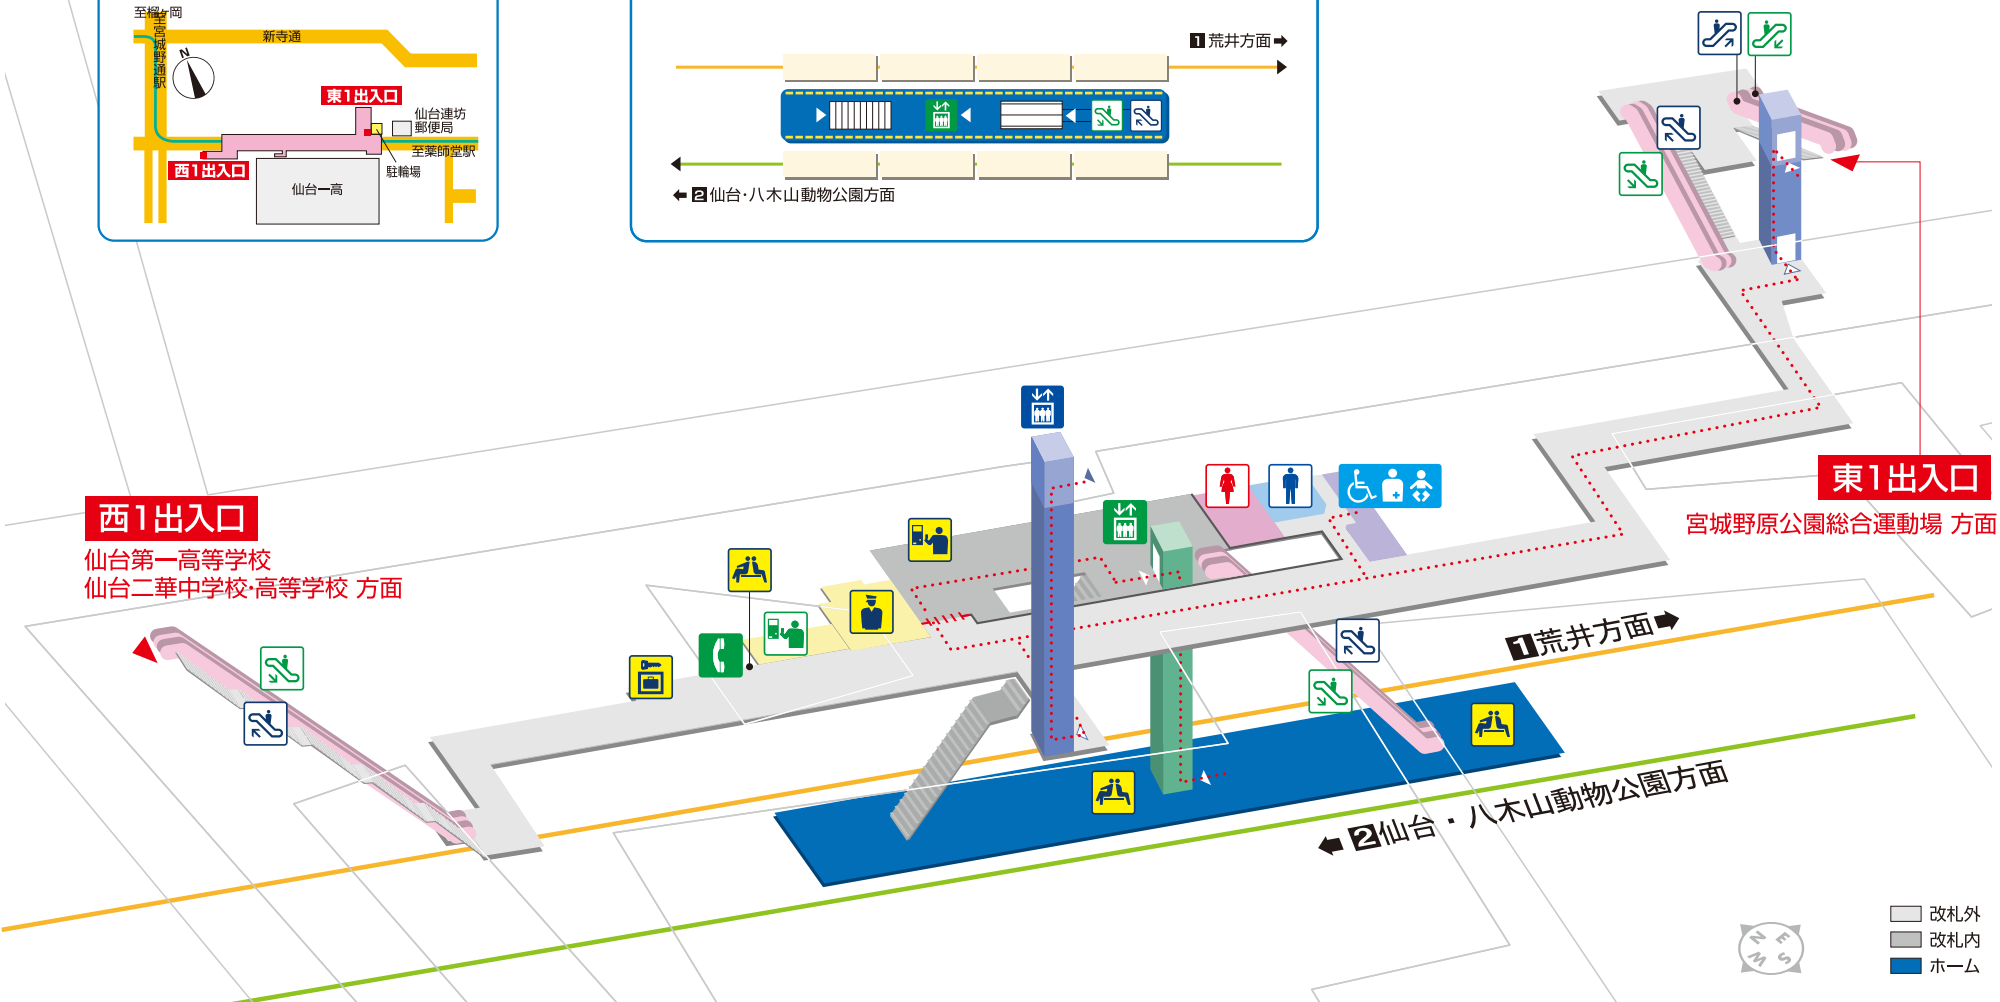 至榴ヶ岡
至宮城野通駅
新寺通
N
東1出入口
仙台連坊
郵便局
至薬師堂駅
西1出入口
駐輪場
仙台一高
1 荒井方面
2 仙台・八木山動物公園方面
西1出入口
仙台第一高等学校
仙台二華中学校・高等学校 方面
東1出入口
宮城野原公園総合運動場 方面
1 荒井方面
2 仙台・八木山動物公園方面
改札外
改札内
ホーム
N
E
W
S